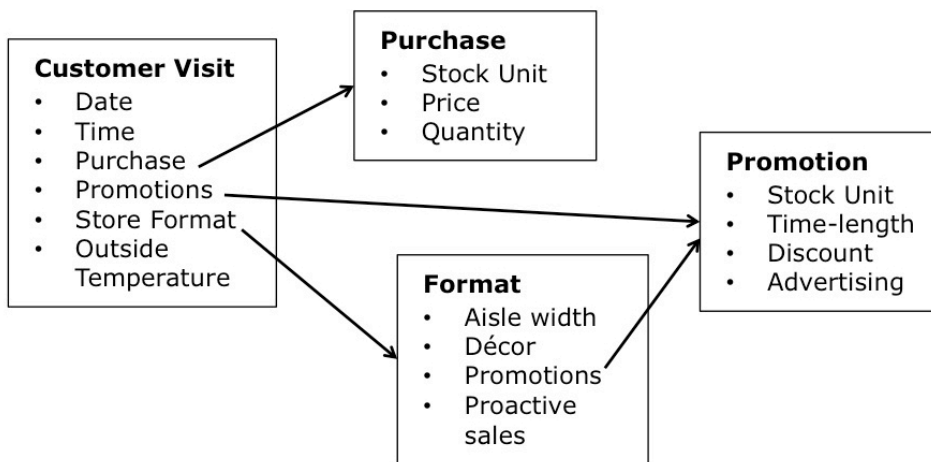 Customer Visit
• Date
• Time
• Purchase
• Promotions
• Store Format
• Outside
Temperature
Purchase
• Stock Unit
• Price
• Quantity
Format
• Aisle width
• Décor
• Promotions
• Proactive
sales
Promotion
• Stock Unit
• Time-length
• Discount
• Advertising